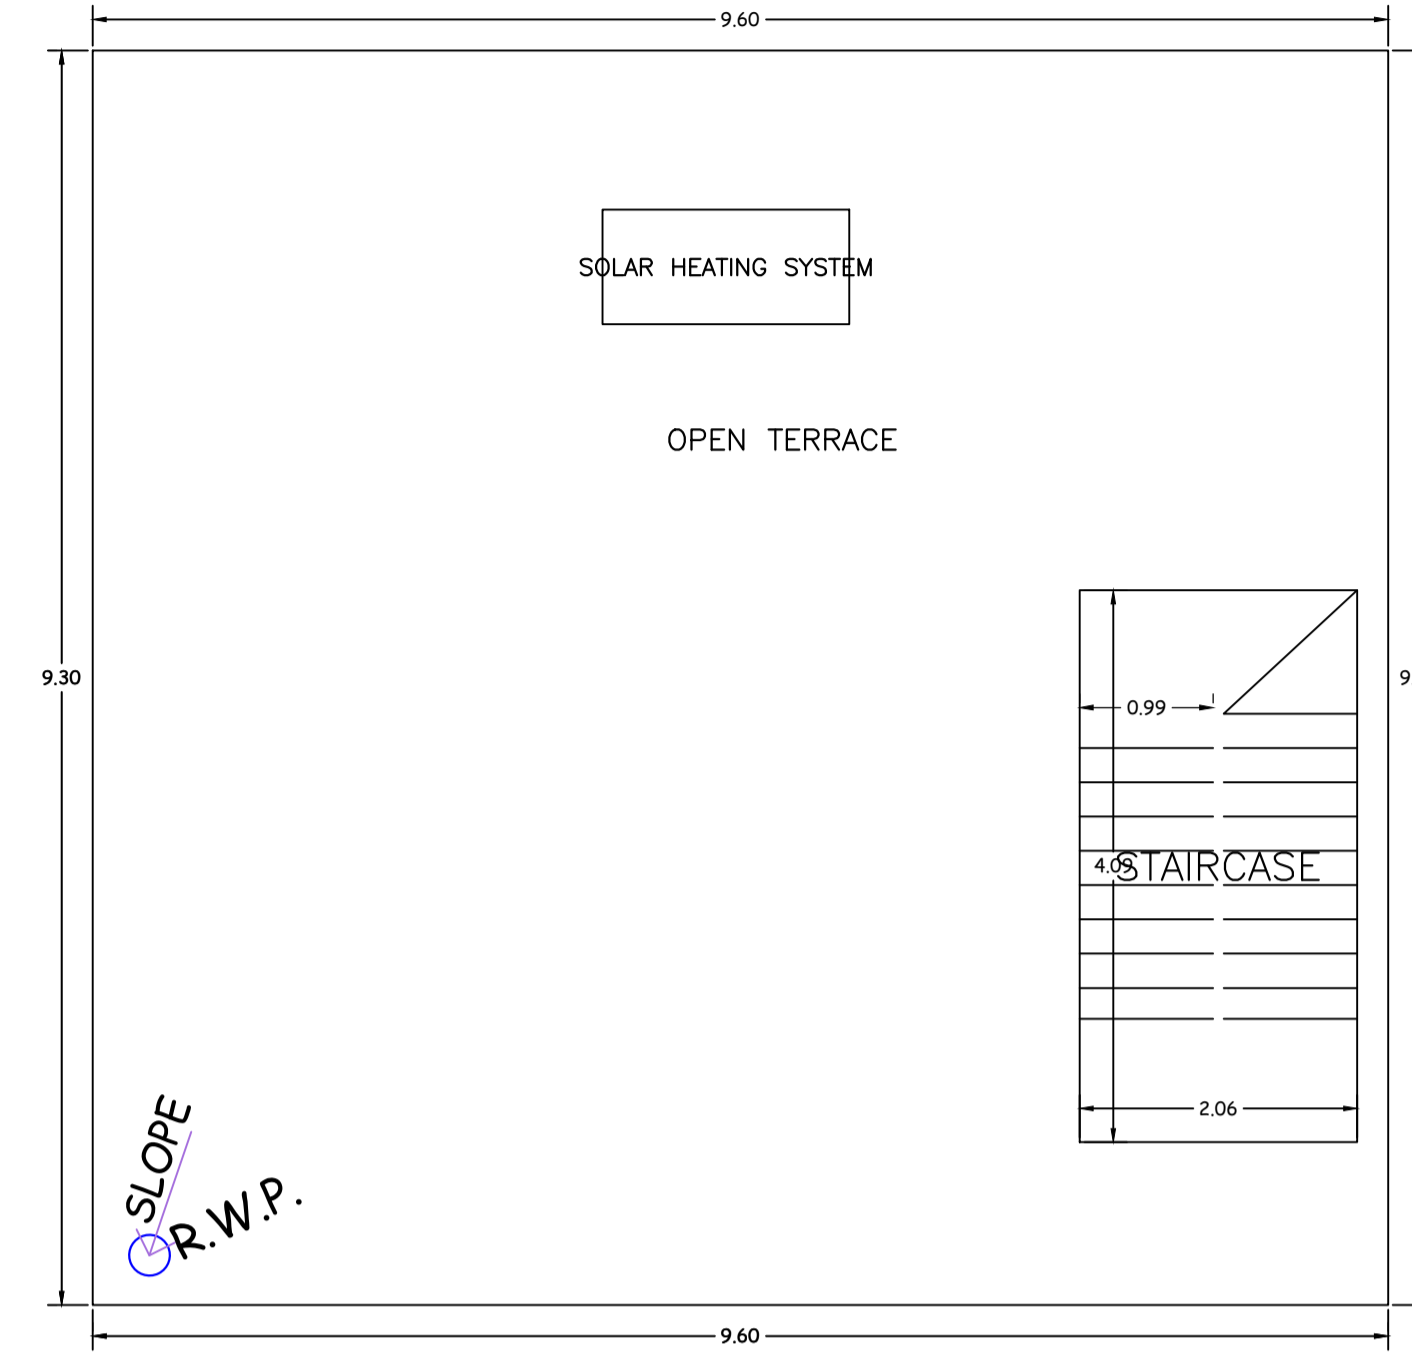 9.60
SOLAR HEATING SYSTEM
OPEN TERRACE
9.30
9
0.99
4.09
STAIRCASE
2.06
SLOPE
R.W.P.
9.60